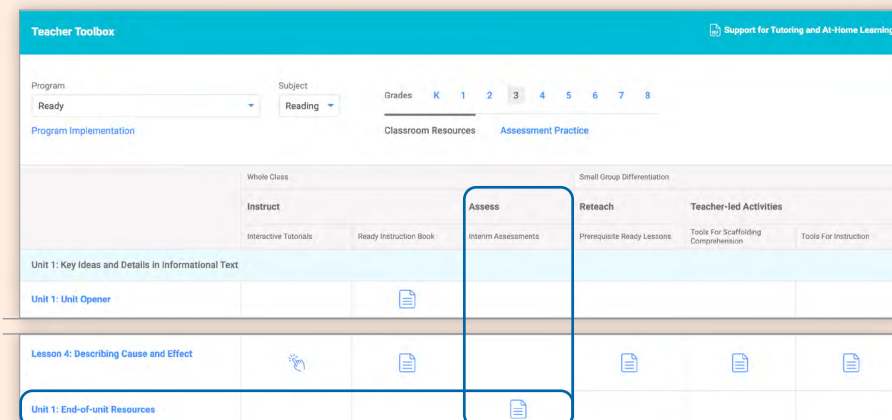 Teacher Toolbox
Support for Tutoring and At-Home Learning
Program
Subject
Ready
Reading
Grades K 1 2 3 4 5 6 7 8
Program Implementation
Classroom Resources Assessment Practice
Whole Class
Small Group Differentiation
Instruct
Assess
Reteach
Teacher-led Activities
Interactive Tutorials
Ready Instruction Book
Interim Assessments
Prerequisite Ready Lessons
Tools For Scaffolding
Comprehension
Tools For Instruction
Unit 1: Key Ideas and Details in Informational Text
Unit 1: Unit Opener
Lesson 4: Describing Cause and Effect
Unit 1: End-of-unit Resources